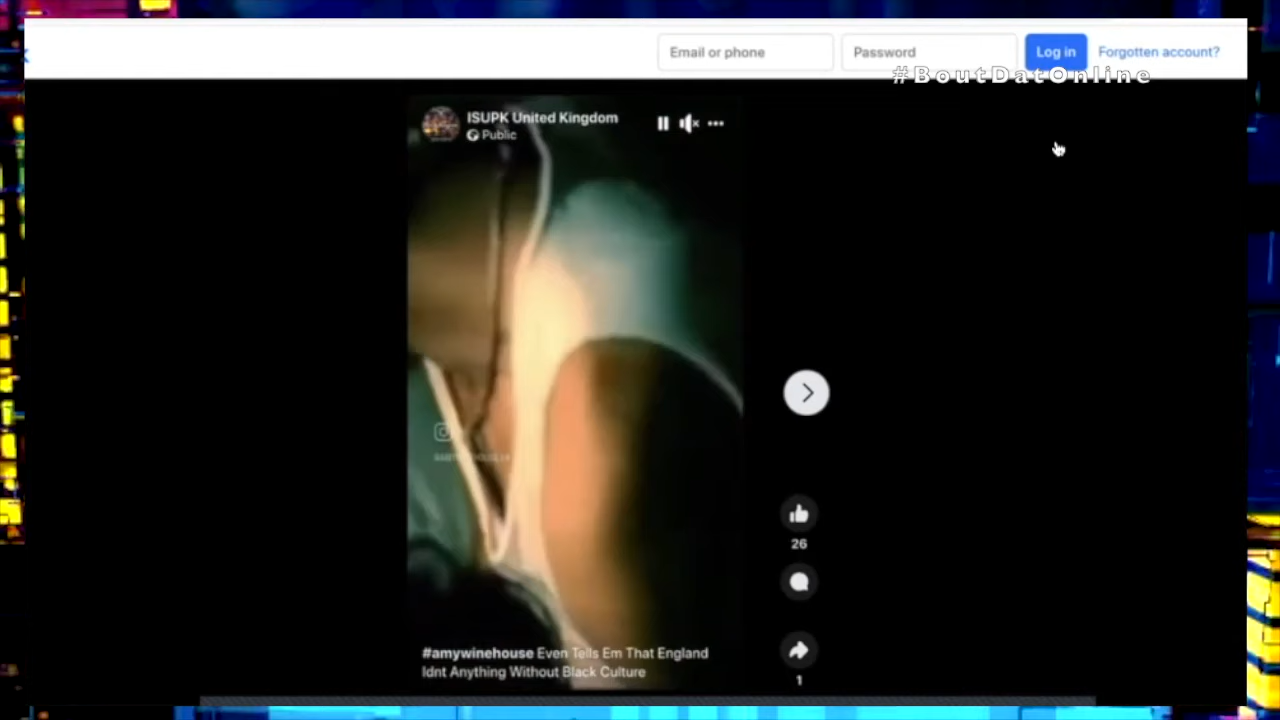 Email or phone
Password
Log in
Forgotten account?
#BoutDatOnline
ISUPK United Kingdom
Public
26
#amywinehouse Even Tells Em That England
Idnt Anything Without Black Culture
1